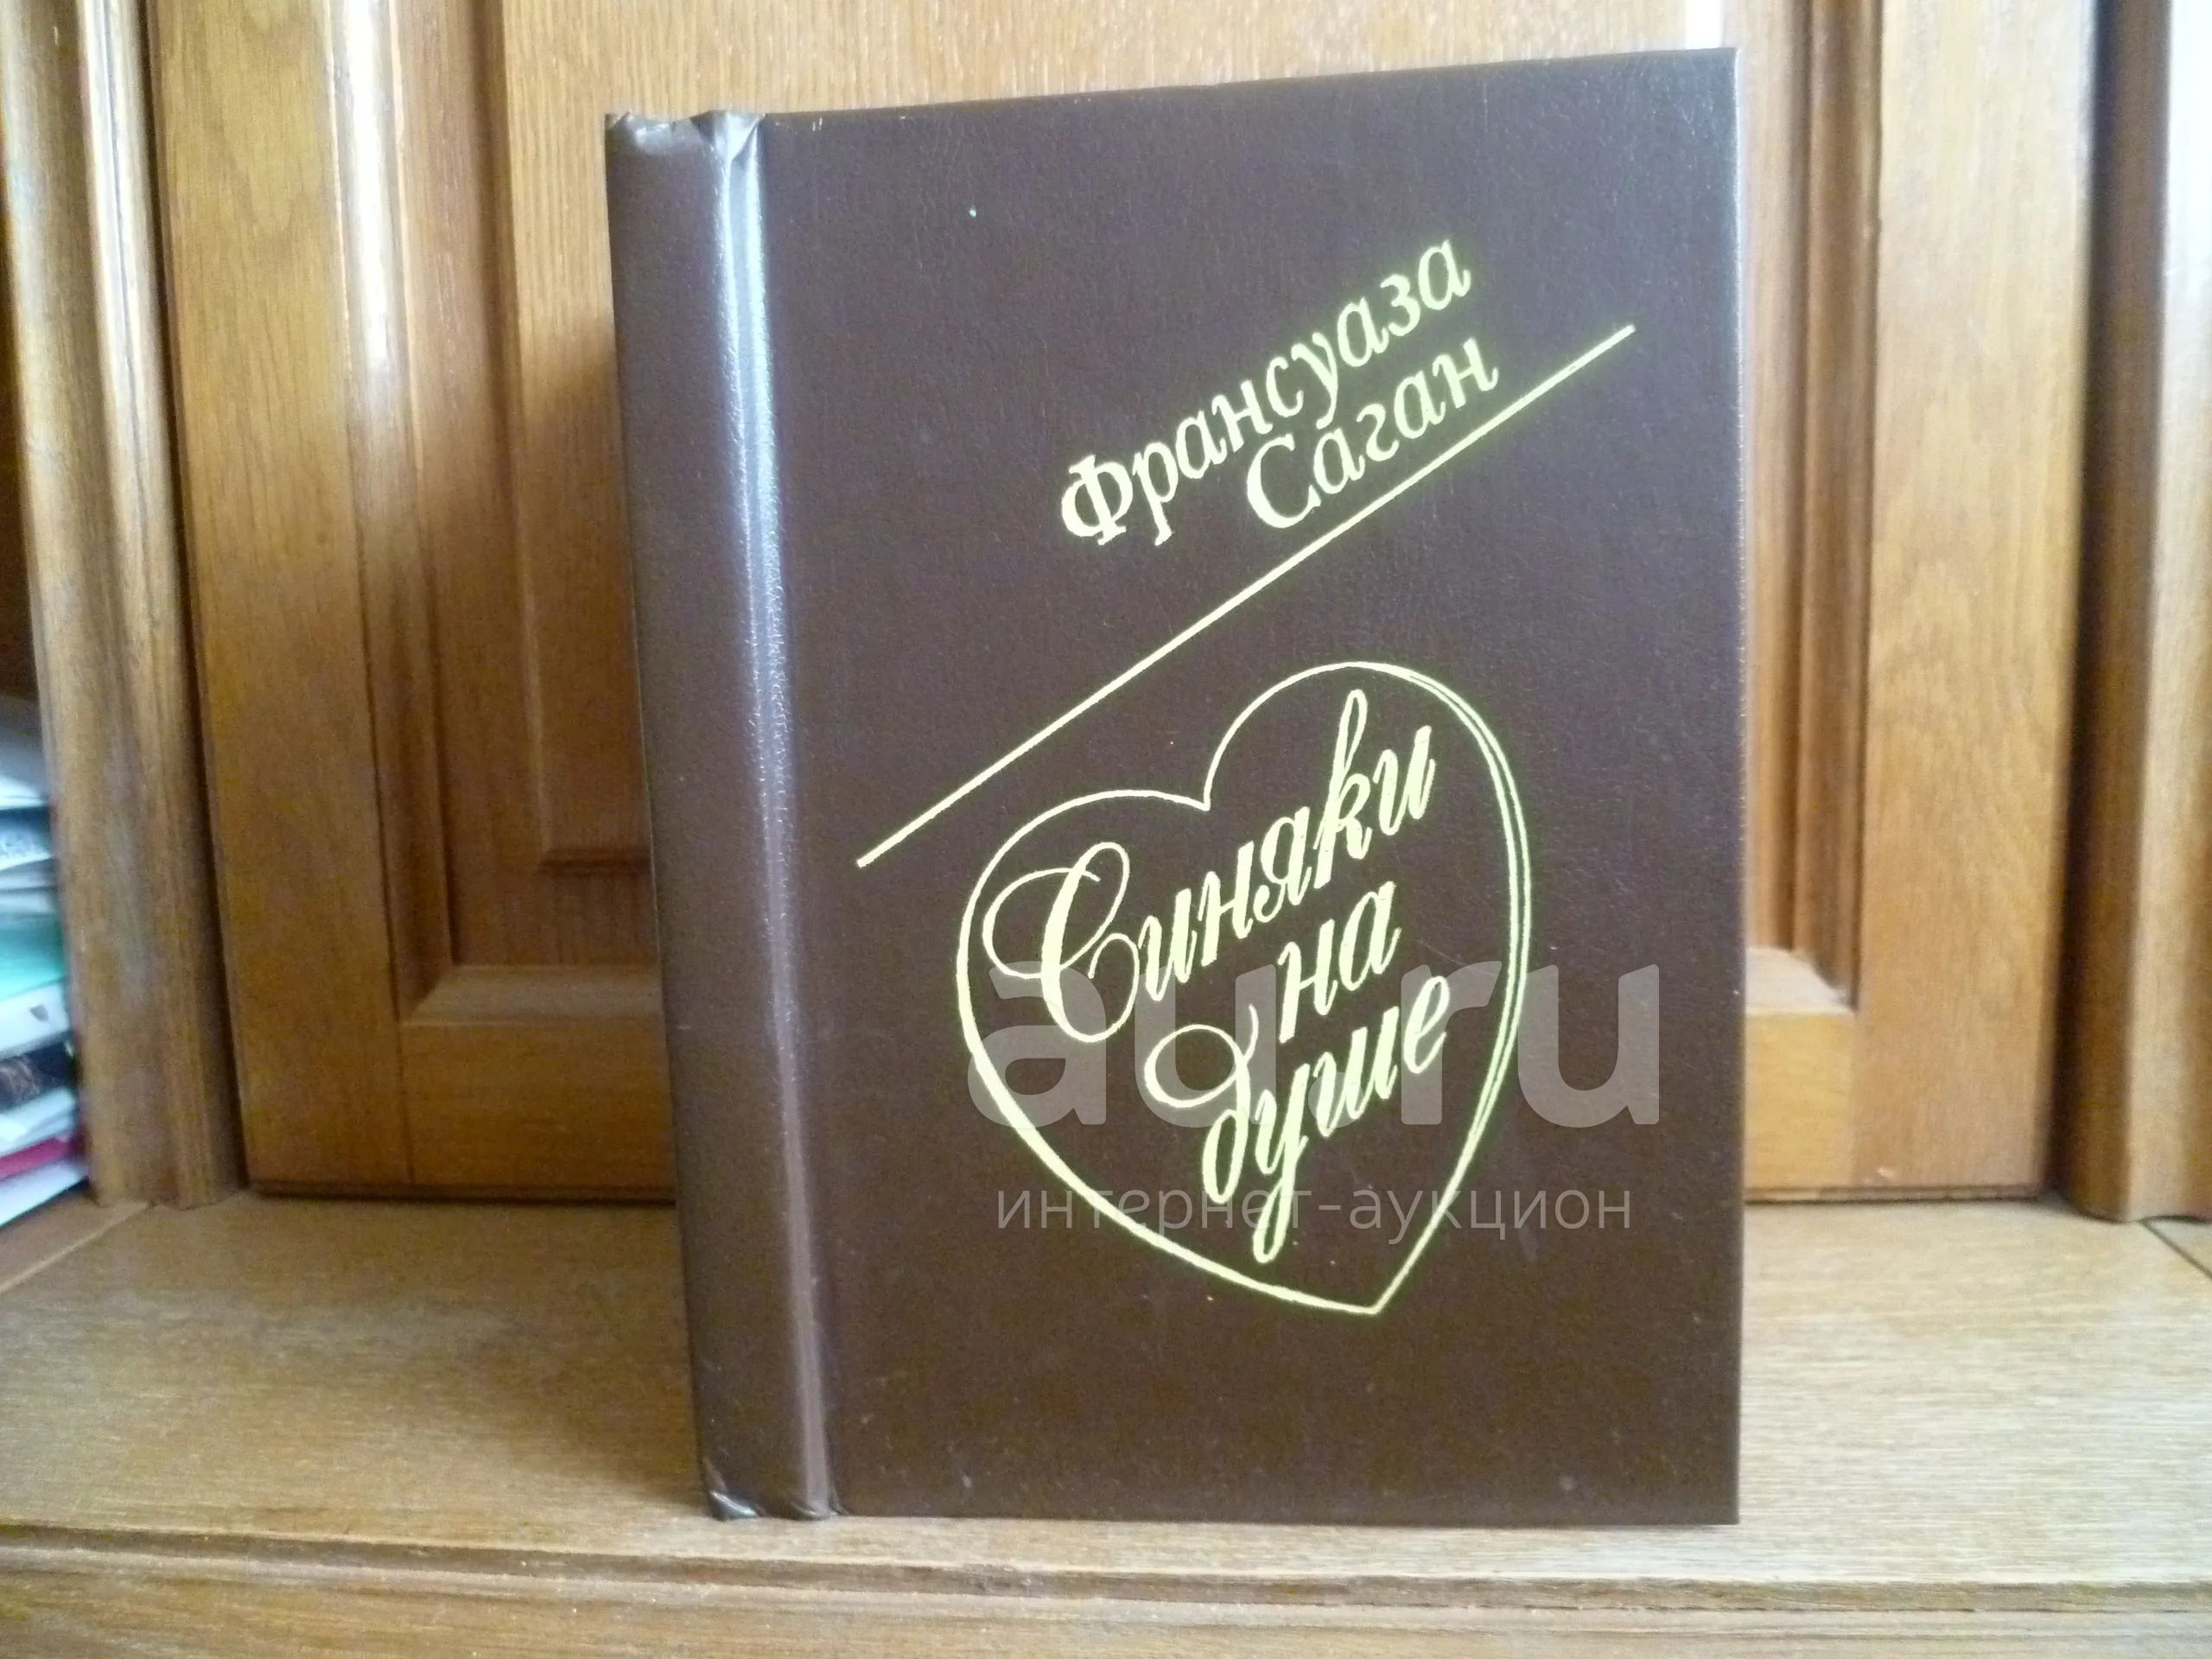 Франсуаза
Саган
Синяки
на
душе
au.ru
интернет-аукцион